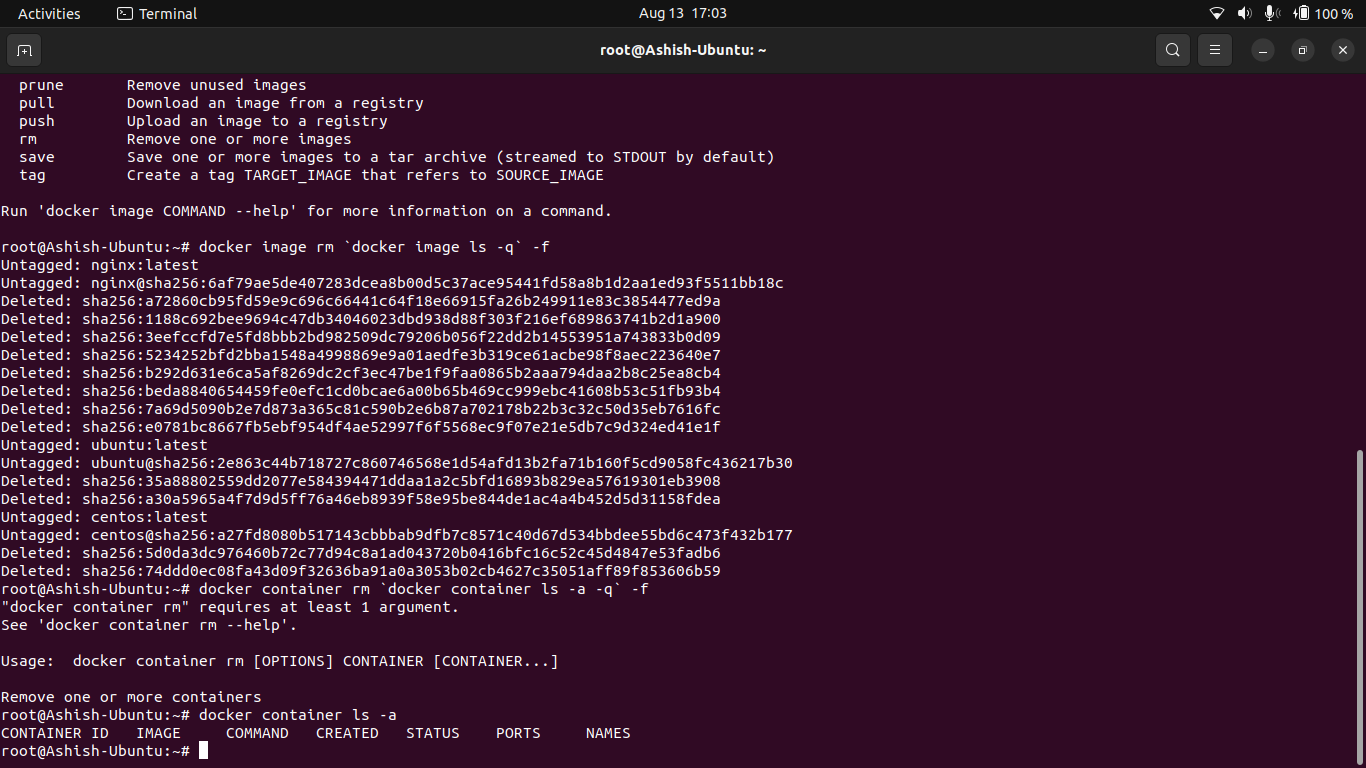 Activities Terminal Aug 13 17:03 100 %
root@Ashish-Ubuntu: ~
prune Remove unused images
pull Download an image from a registry
push Upload an image to a registry
rm Remove one or more images
save Save one or more images to a tar archive (streamed to STDOUT by default)
tag Create a tag TARGET_IMAGE that refers to SOURCE_IMAGE
Run 'docker image COMMAND --help' for more information on a command.
root@Ashish-Ubuntu:~# docker image rm `docker image ls -q` -f
Untagged: nginx:latest
Untagged: nginx@sha256:6af79ae5de407283dcea8b00d5c37ace95441fd58a8b1d2aa1ed93f5511bb18c
Deleted: sha256:a72860cb95fd59e9c696c66441c64f18e66915fa26b249911e83c3854477ed9a
Deleted: sha256:1188c692bee9694c47db34046023dbd938d88f303f216ef689863741b2d1a900
Deleted: sha256:3eefccfd7e5fd8bbb2bd982509dc79206b056f22dd2b14553951a743833b0d09
Deleted: sha256:5234252bfd2bba1548a4998869e9a01aedfe3b319ce61acbe98f8aec223640e7
Deleted: sha256:b292d631e6ca5af8269dc2cf3ec47be1f9faa0865b2aaa794daa2b8c25ea8cb4
Deleted: sha256:beda8840654459fe0efc1cd0bcae6a00b65b469cc999ebc41608b53c51fb93b4
Deleted: sha256:7a69d5090b2e7d873a365c81c590b2e6b87a702178b22b3c32c50d35eb7616fc
Deleted: sha256:e0781bc8667fb5ebf954df4ae52997f6f5568ec9f07e21e5db7c9d324ed41e1f
Untagged: ubuntu:latest
Untagged: ubuntu@sha256:2e863c44b718727c860746568e1d54afd13b2fa71b160f5cd9058fc436217b30
Deleted: sha256:35a88802559dd2077e584394471ddaa1a2c5bfd16893b829ea57619301eb3908
Deleted: sha256:a30a5965a4f7d9d5ff76a46eb8939f58e95be844de1ac4a4b452d5d31158fdea
Untagged: centos:latest
Untagged: centos@sha256:a27fd8080b517143cbbbab9dfb7c8571c40d67d534bbdee55bd6c473f432b177
Deleted: sha256:5d0da3dc976460b72c77d94c8a1ad043720b0416bfc16c52c45d4847e53fadb6
Deleted: sha256:74ddd0ec08fa43d09f32636ba91a0a3053b02cb4627c35051aff89f853606b59
root@Ashish-Ubuntu:~# docker container rm `docker container ls -a -q` -f
"docker container rm" requires at least 1 argument.
See 'docker container rm --help'.
Usage:  docker container rm [OPTIONS] CONTAINER [CONTAINER...]
Remove one or more containers
root@Ashish-Ubuntu:~# docker container ls -a
CONTAINER ID IMAGE COMMAND CREATED STATUS PORTS NAMES
root@Ashish-Ubuntu:~#